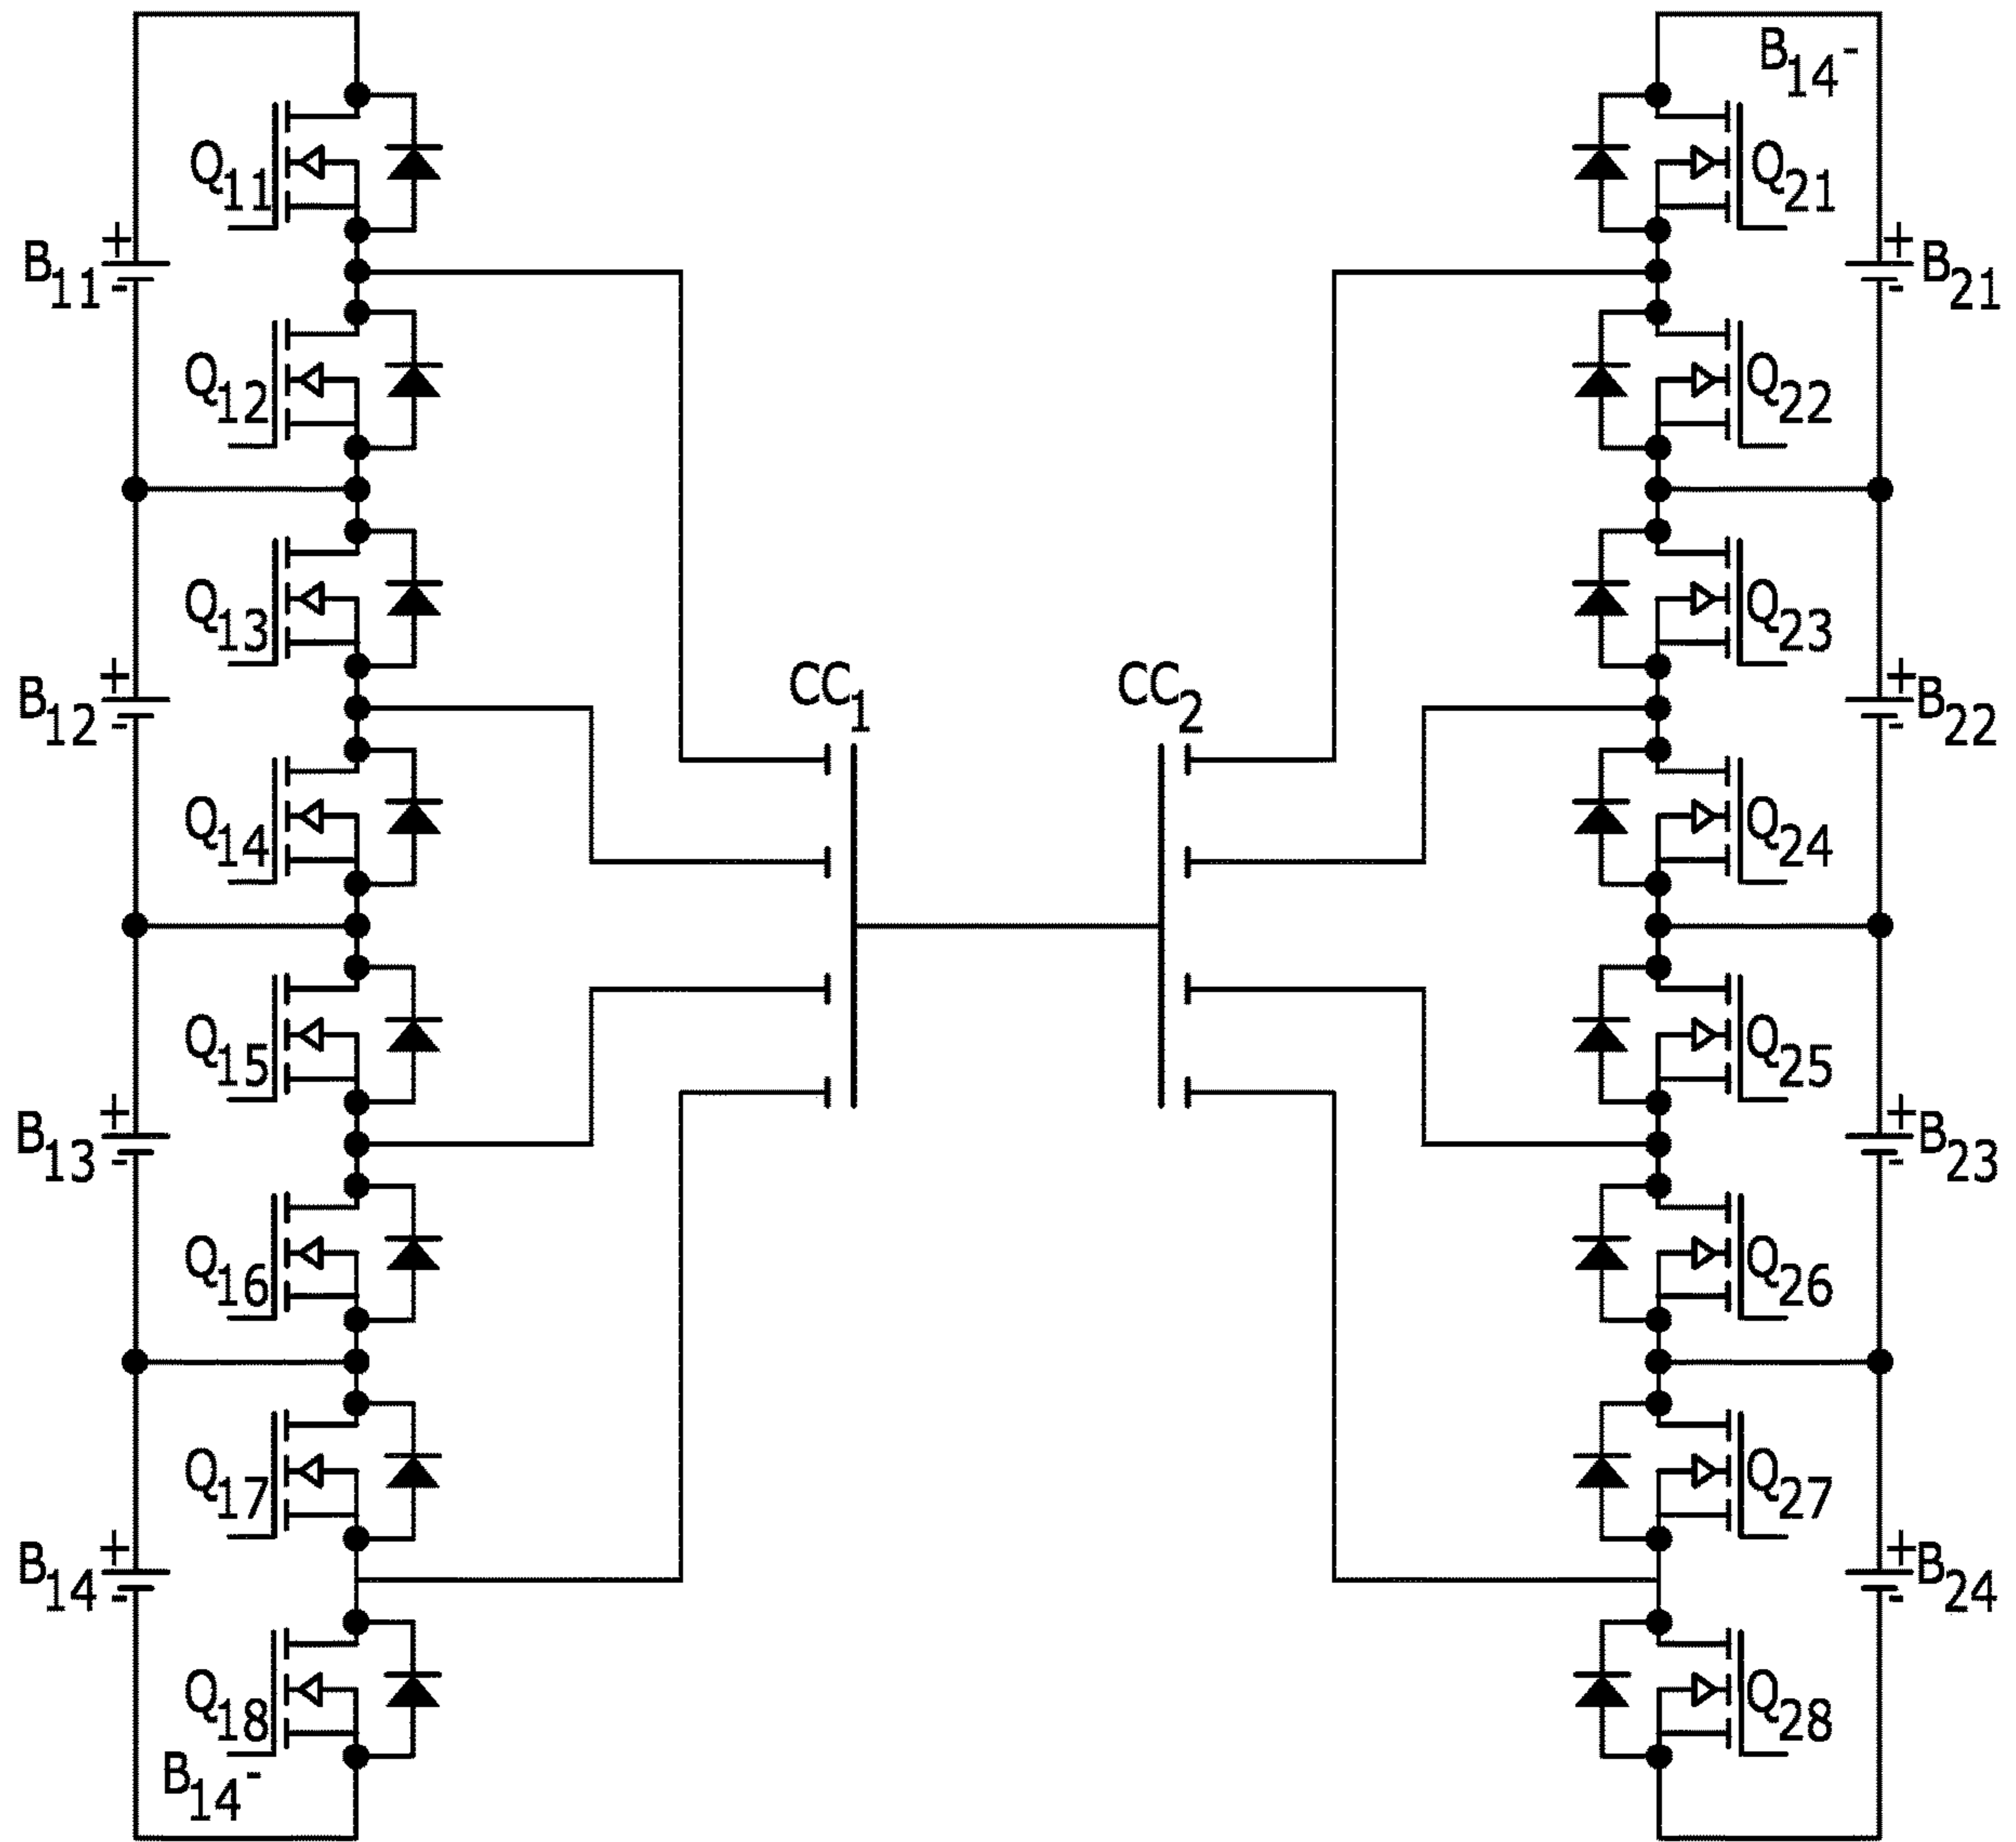 B14-
Q11
Q21
+
B11
-
+
B21
-
Q12
Q22
Q13
Q23
+
B12
-
CC1
CC2
+
B22
-
Q14
Q24
Q15
Q25
+
B13
-
+
B23
-
Q16
Q26
Q17
Q27
+
B14
-
+
B24
-
Q18
Q28
B14-